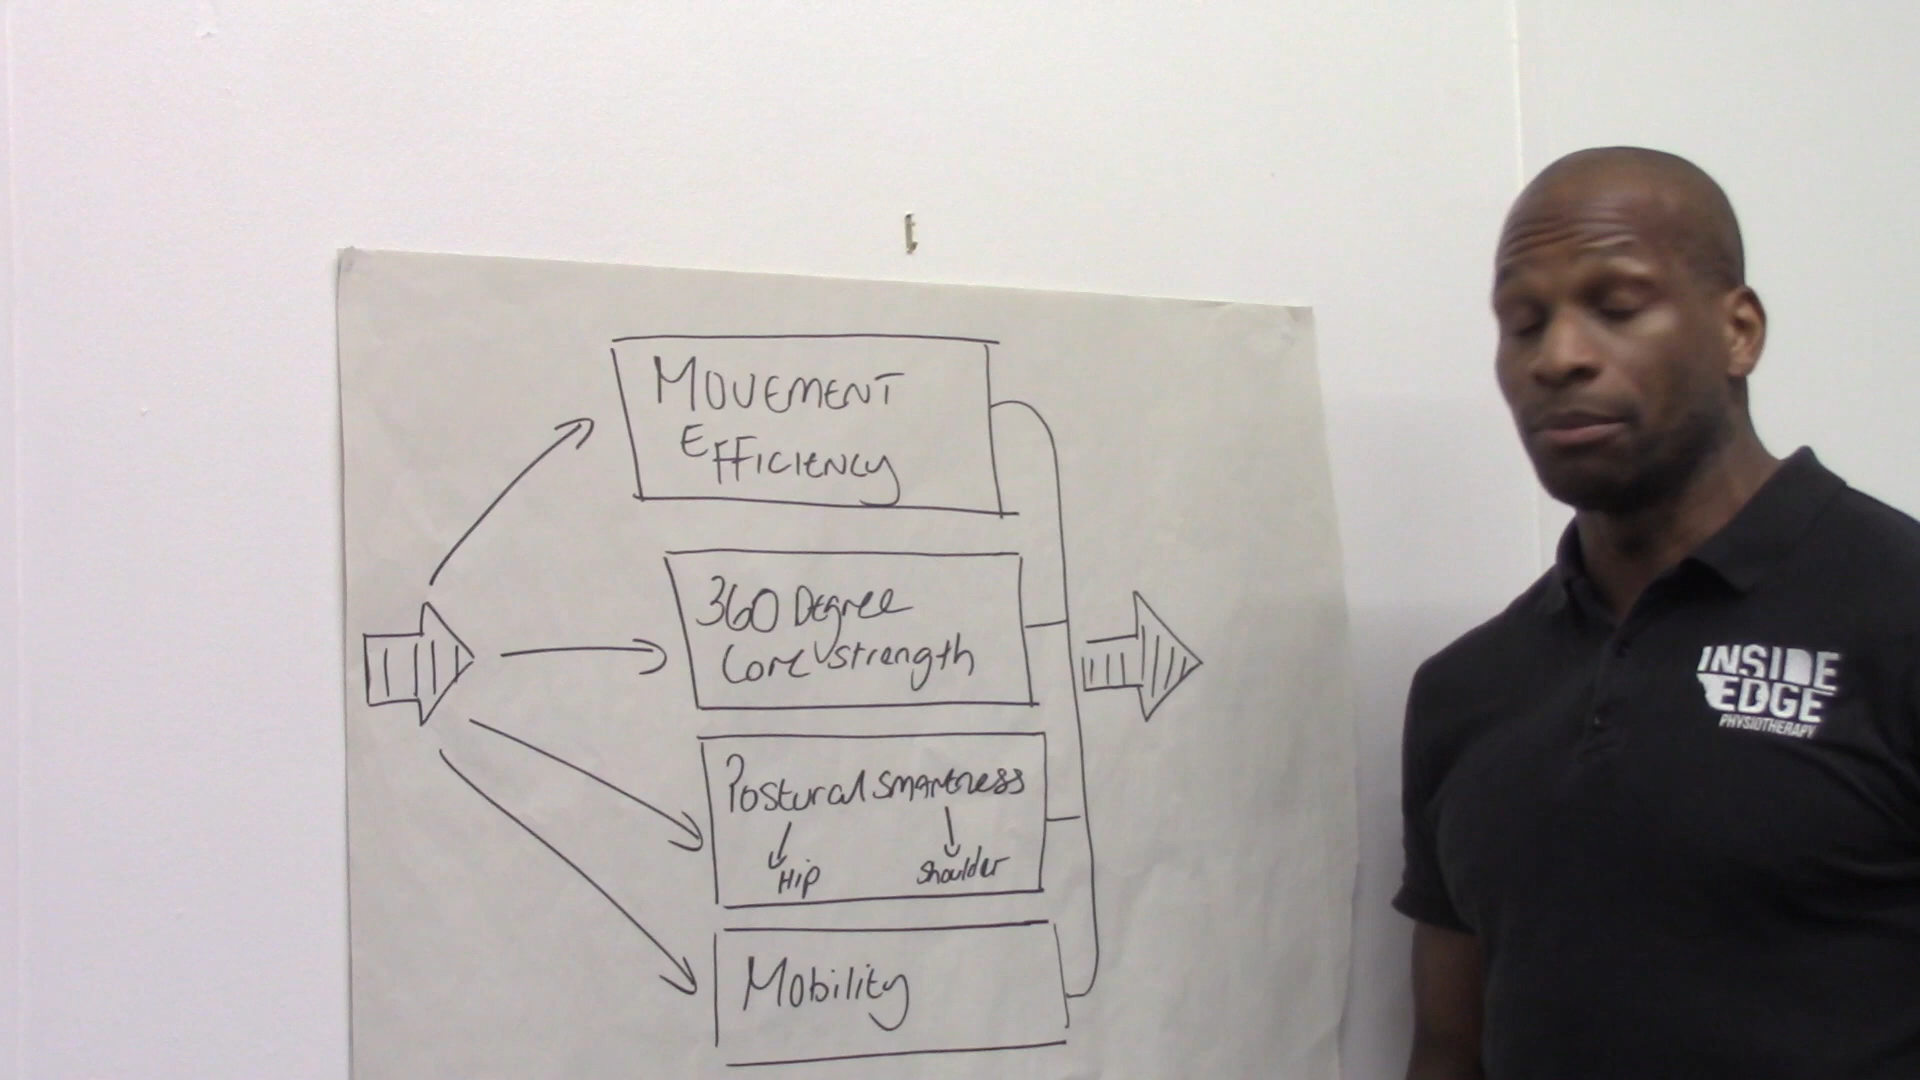 MOVEMENT
EFFICIENCY
360 Degree
Core strength
Postural smartness
Hip
shoulder
Mobility
INSIDE
EDGE
PHYSIOTHERAPY